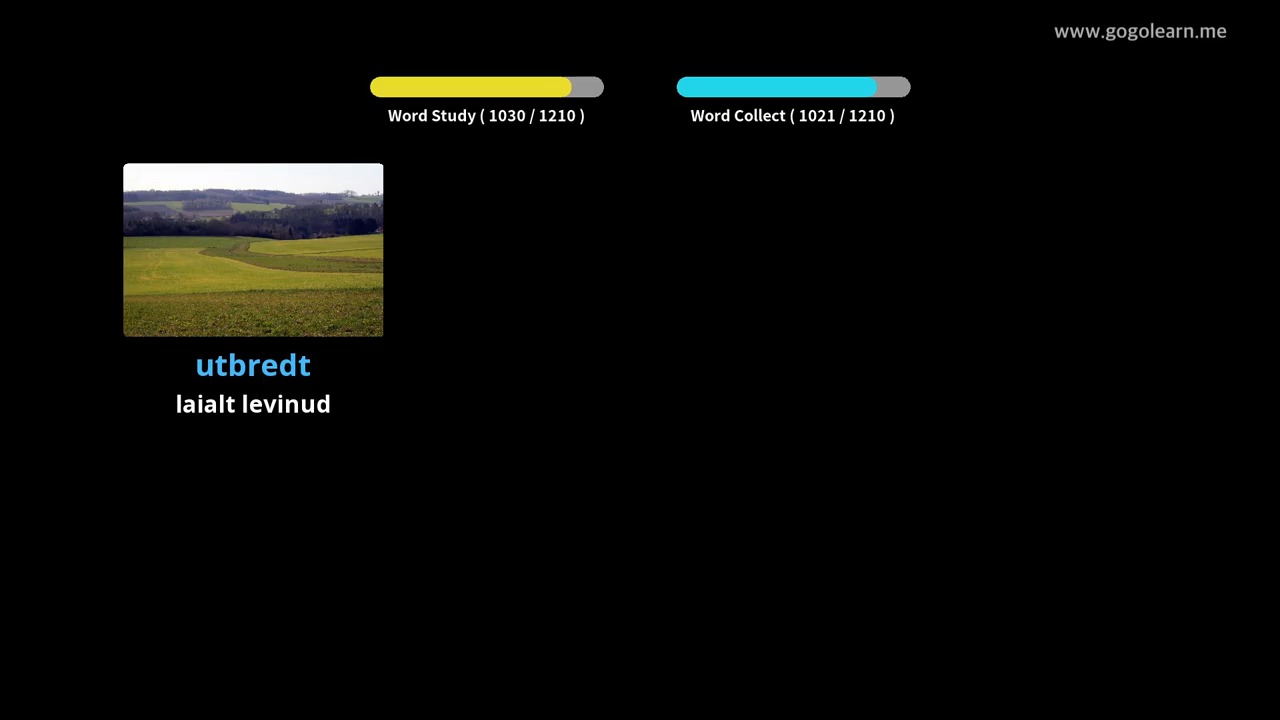 www.gogolearn.me
Word Study ( 1030 / 1210 )
Word Collect ( 1021 / 1210 )
utbredt
laialt levinud